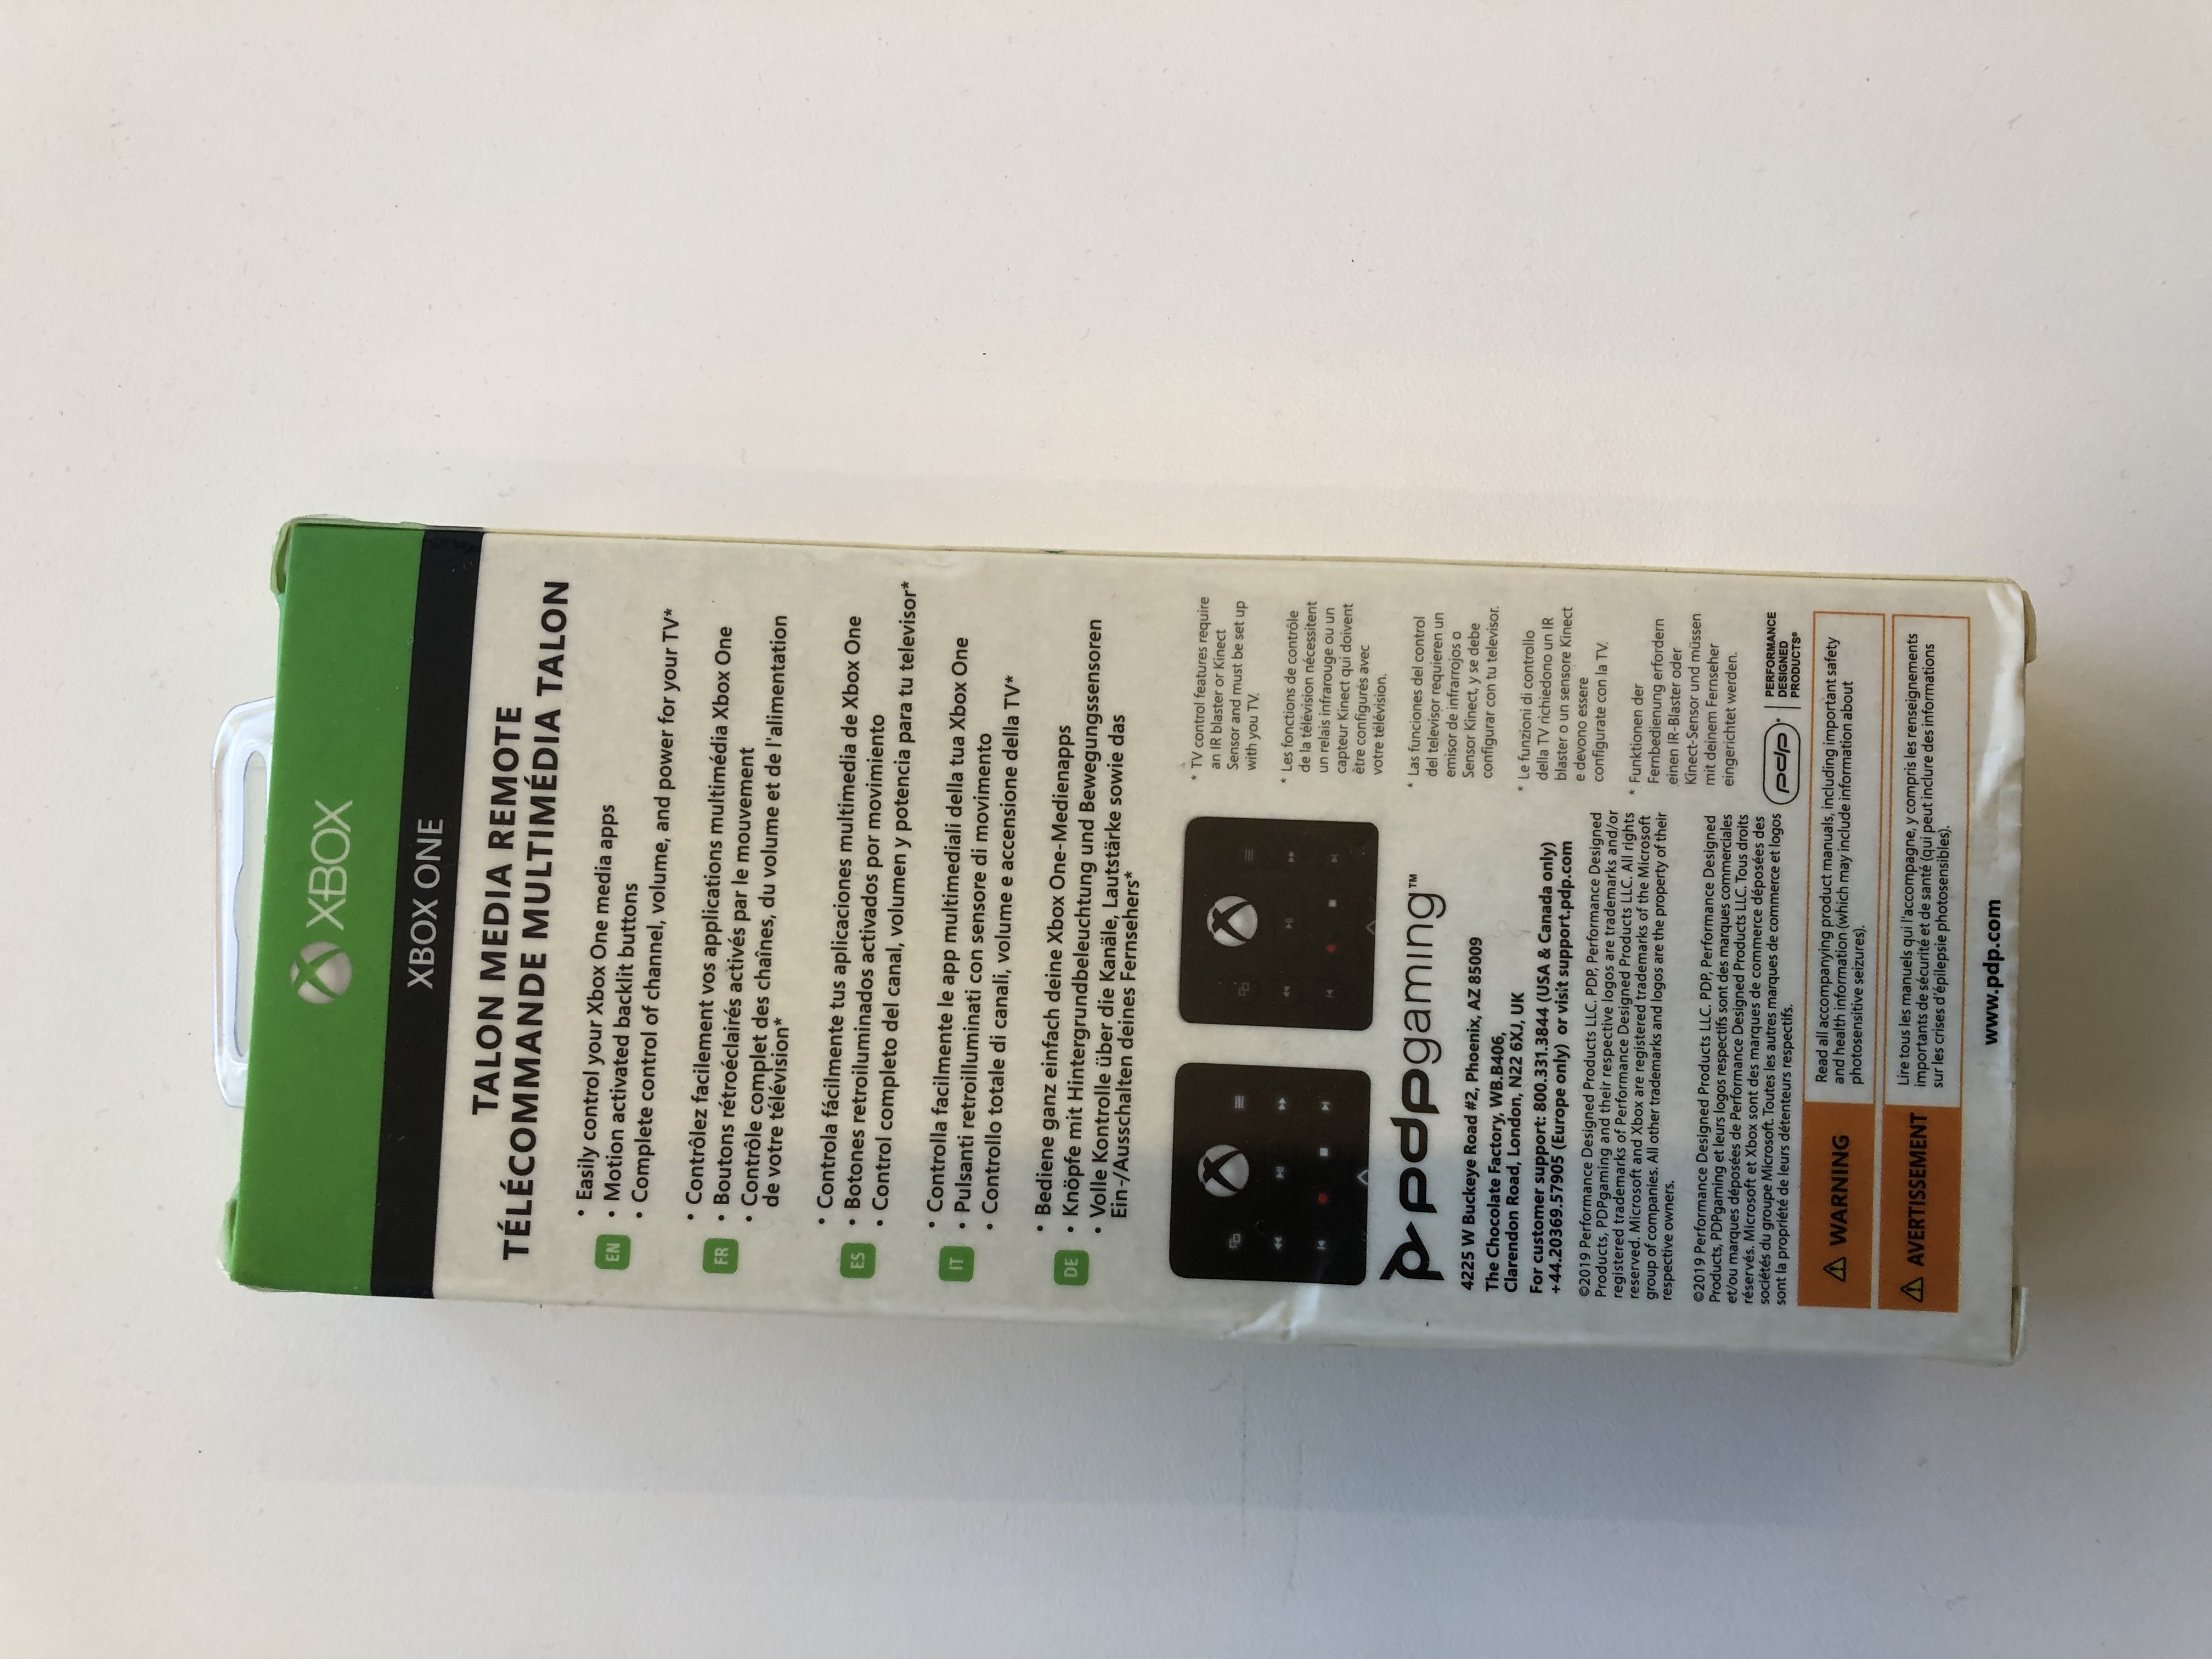 XBOX
XBOX ONE
TALON MEDIA REMOTE
TÉLÉCOMMANDE MULTIMÉDIA TALON
EN
• Easily control your Xbox One media apps
• Motion activated backlit buttons
• Complete control of channel, volume, and power for your TV*
FR
• Contrôlez facilement vos applications multimédia Xbox One
• Boutons rétroéclairés activés par le mouvement
• Contrôle complet des chaînes, du volume et de l'alimentation
de votre télévision*
ES
• Controla fácilmente tus aplicaciones multimedia de Xbox One
• Botones retroiluminados activados por movimiento
• Control completo del canal, volumen y potencia para tu televisor*
IT
• Controlla facilmente le app multimediali della tua Xbox One
• Pulsanti retroilluminati con sensore di movimento
• Controllo totale di canali, volume e accensione della TV*
DE
• Bediene ganz einfach deine Xbox One-Medienapps
• Knöpfe mit Hintergrundbeleuchtung und Bewegungssensoren
• Volle Kontrolle über die Kanäle, Lautstärke sowie das
Ein-/Ausschalten deines Fernsehers*
* TV control features require
an IR blaster or Kinect
Sensor and must be set up
with you TV.
* Les fonctions de contrôle
de la télévision nécessitent
un relais infrarouge ou un
capteur Kinect qui doivent
être configurés avec
votre télévision.
* Las funciones del control
del televisor requieren un
emisor de infrarrojos o
Sensor Kinect, y se debe
configurar con tu televisor.
* Le funzioni di controllo
della TV richiedono un IR
blaster o un sensore Kinect
e devono essere
configurate con la TV.
* Funktionen der
Fernbedienung erfordern
einen IR-Blaster oder
Kinect-Sensor und müssen
mit deinem Fernseher
eingerichtet werden.
pdpgaming™
4225 W Buckeye Road #2, Phoenix, AZ 85009
The Chocolate Factory, WB.B406,
Clarendon Road, London, N22 6XJ, UK
For customer support: 800.331.3844 (USA & Canada only)
+44.20369.57905 (Europe only) or visit support.pdp.com
©2019 Performance Designed Products LLC. PDP, Performance Designed
Products, PDPgaming and their respective logos are trademarks and/or
registered trademarks of Performance Designed Products LLC. All rights
reserved. Microsoft and Xbox are registered trademarks of the Microsoft
group of companies. All other trademarks and logos are the property of their
respective owners.
©2019 Performance Designed Products LLC. PDP, Performance Designed
Products, PDPgaming et leurs logos respectifs sont des marques commerciales
et/ou marques déposées de Performance Designed Products LLC. Tous droits
réservés. Microsoft et Xbox sont des marques de commerce déposées des
sociétés du groupe Microsoft. Toutes les autres marques de commerce et logos
sont la propriété de leurs détenteurs respectifs.
pdp
PERFORMANCE
DESIGNED
PRODUCTS®
WARNING
Read all accompanying product manuals, including important safety
and health information (which may include information about
photosensitive seizures).
AVERTISSEMENT
Lire tous les manuels qui l'accompagne, y compris les renseignements
importants de sécurité et de santé (qui peut inclure des informations
sur les crises d'épilepsie photosensibles).
www.pdp.com